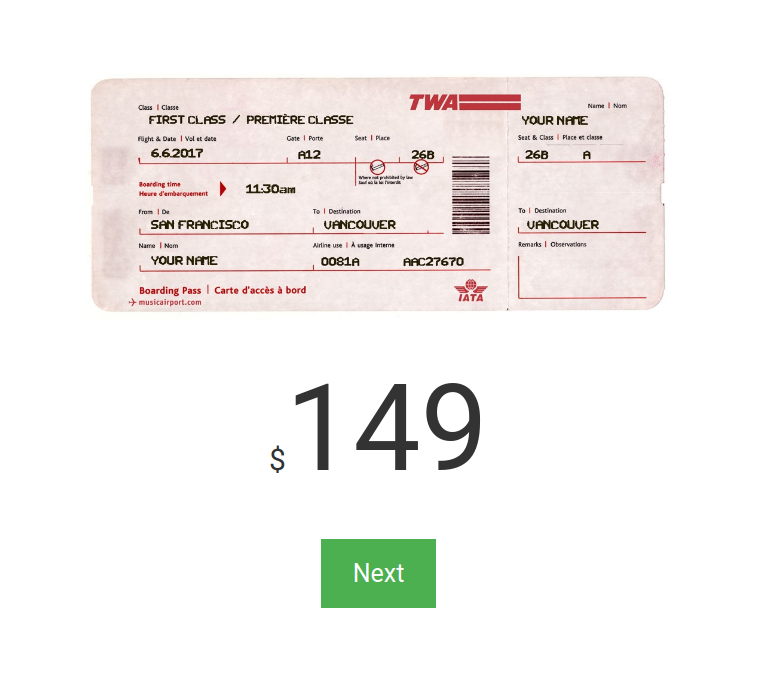 TWA
Class | Classe
FIRST CLASS / PREMIÈRE CLASSE
Name | Nom
YOUR NAME
Flight & Date | Vol et date
Gate | Porte
Seat | Place
Seat & Class | Place et classe
6.6.2017
A12
26B
26B A
Where not prohibited by law
Sauf où la loi l'interdit
Boarding time
Heure d'embarquement
11:30am
From | De
To | Destination
To | Destination
SAN FRANCISCO
VANCOUVER
VANCOUVER
Name | Nom
Airline use | À usage interne
Remarks | Observations
YOUR NAME
0081A
AAC27670
Boarding Pass | Carte d'accès à bord
musicairport.com
IATA
$149
Next